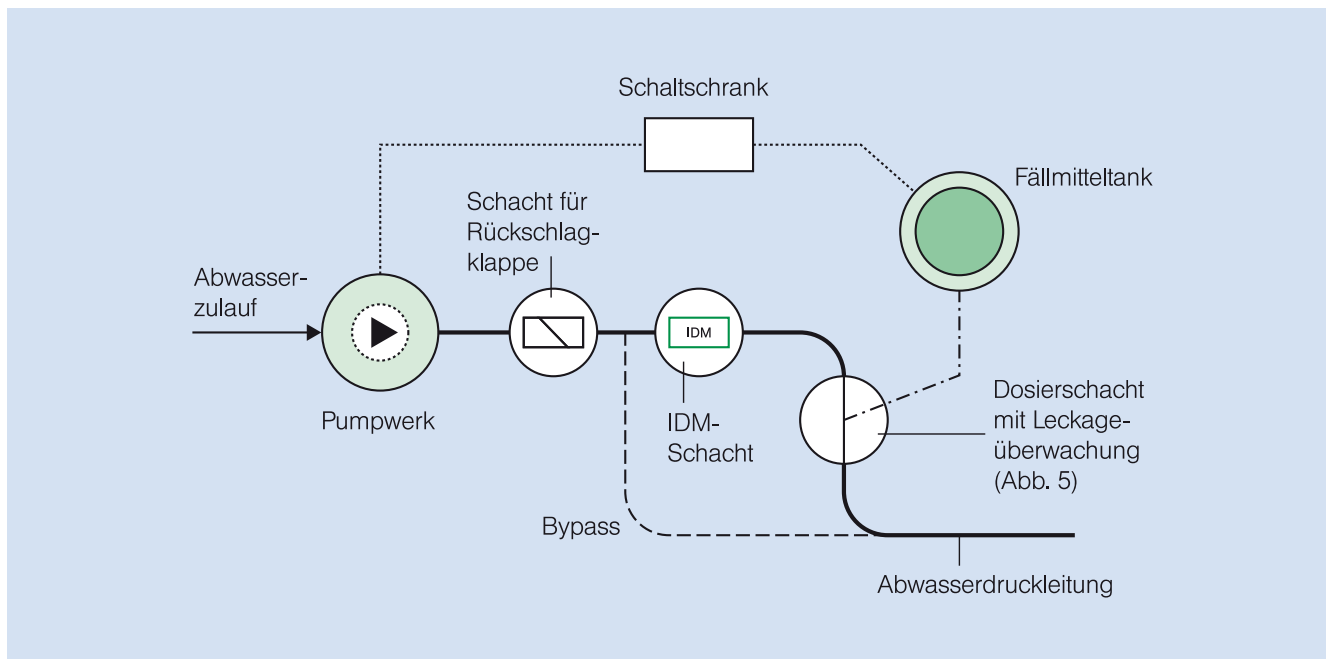 Schaltschrank
Fällmitteltank
Schacht für
Rückschlag-
klappe
Abwasser-
zulauf
IDM
Pumpwerk
IDM-
Schacht
Dosierschacht
mit Leckage-
überwachung
(Abb. 5)
Bypass
Abwasserdruckleitung